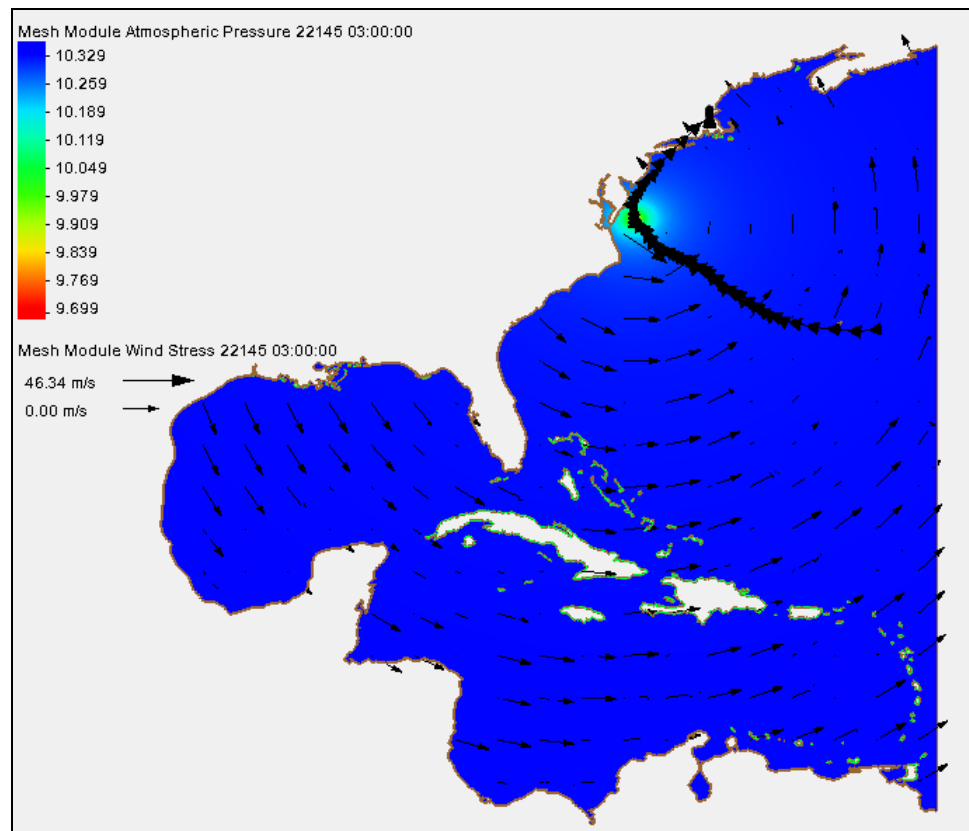 Mesh Module Atmospheric Pressure 22145 03:00:00
10.329
10.259
10.189
10.119
10.049
9.979
9.909
9.839
9.769
9.699
Mesh Module Wind Stress 22145 03:00:00
46.34 m/s
0.00 m/s